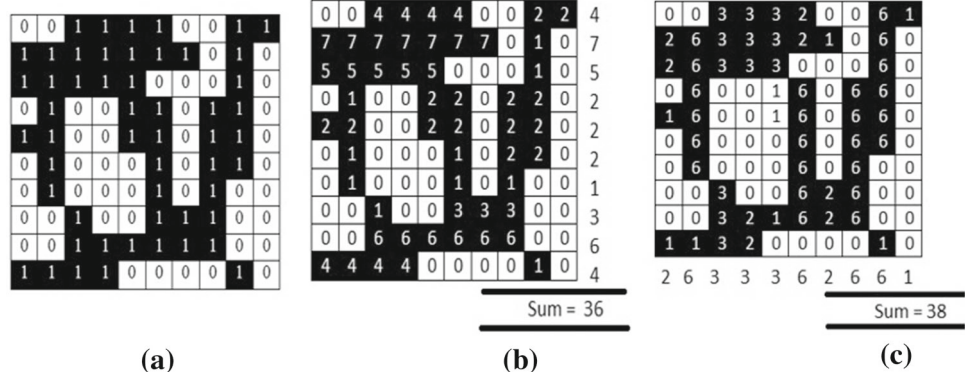 0 0 1 1 1 1 0 0 1 1
1 1 1 1 1 1 1 0 1 0
1 1 1 1 1 0 0 0 1 0
0 1 0 0 1 1 0 1 1 0
1 1 0 0 1 1 0 1 1 0
0 1 0 0 0 1 0 1 1 0
0 1 0 0 0 1 0 1 0 0
0 0 1 0 0 1 1 1 0 0
0 0 1 1 1 1 1 1 0 0
1 1 1 1 0 0 0 0 1 0
(a)
0 0 4 4 4 4 0 0 2 2 4
7 7 7 7 7 7 7 0 1 0 7
5 5 5 5 5 0 0 0 1 0 5
0 1 0 0 2 2 0 2 2 0 2
2 2 0 0 2 2 0 2 2 0 2
0 1 0 0 0 1 0 2 2 0 2
0 1 0 0 0 1 0 1 0 0 1
0 0 1 0 0 3 3 3 0 0 3
0 0 6 6 6 6 6 6 0 0 6
4 4 4 4 0 0 0 0 1 0 4
Sum = 36
(b)
0 0 3 3 3 2 0 0 6 1
2 6 3 3 3 2 1 0 6 0
2 6 3 3 3 0 0 0 6 0
0 6 0 0 1 6 0 6 6 0
1 6 0 0 1 6 0 6 6 0
0 6 0 0 0 6 0 6 6 0
0 6 0 0 0 6 0 6 0 0
0 0 3 0 0 6 2 6 0 0
0 0 3 2 1 6 2 6 0 0
1 1 3 2 0 0 0 0 1 0
2 6 3 3 3 6 2 6 6 1
Sum = 38
(c)